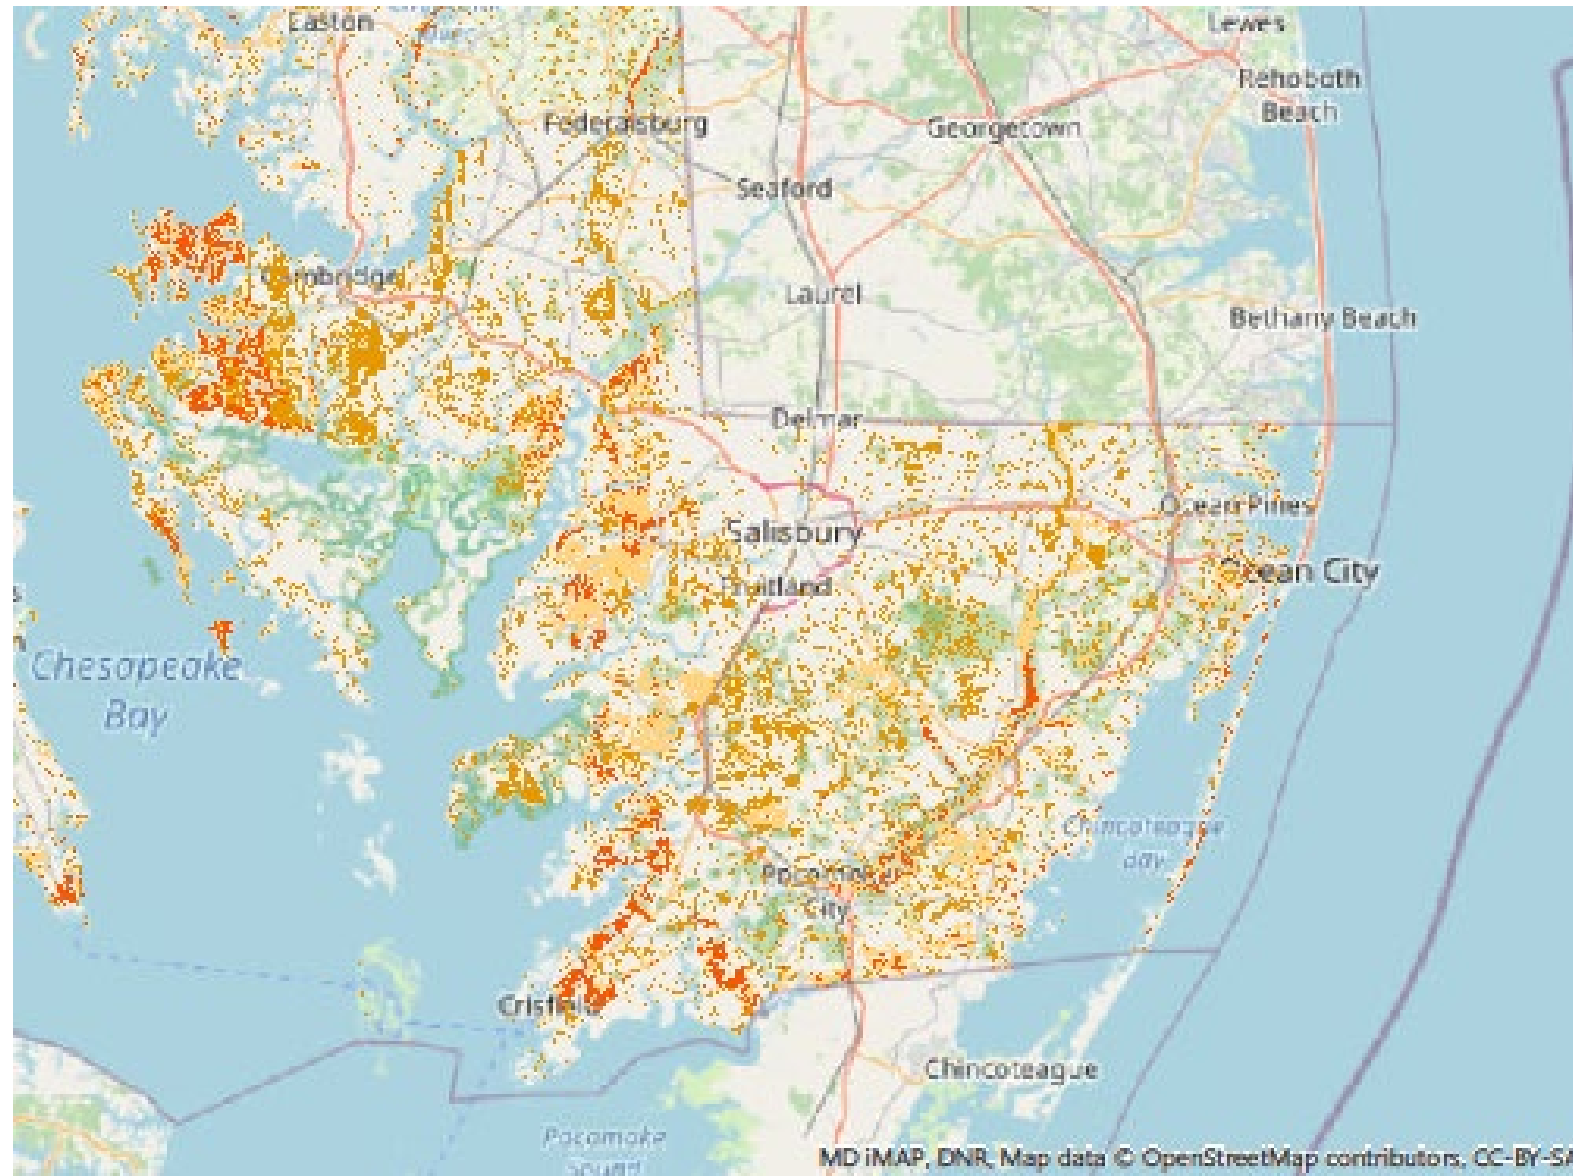 Easton
Lewes
Rehoboth
Beach
Federalsburg
Georgetown
Seaford
Cambridge
Laurel
Bethany Beach
Delmar
Ocean Pines
Salisbury
Ocean City
Fruitland
Chesapeake
Bay
Chincoteague
Bay
Pocomoke
City
Crisfield
Chincoteague
Pocomoke
Sound
MD iMAP, DNR, Map data © OpenStreetMap contributors, CC-BY-SA